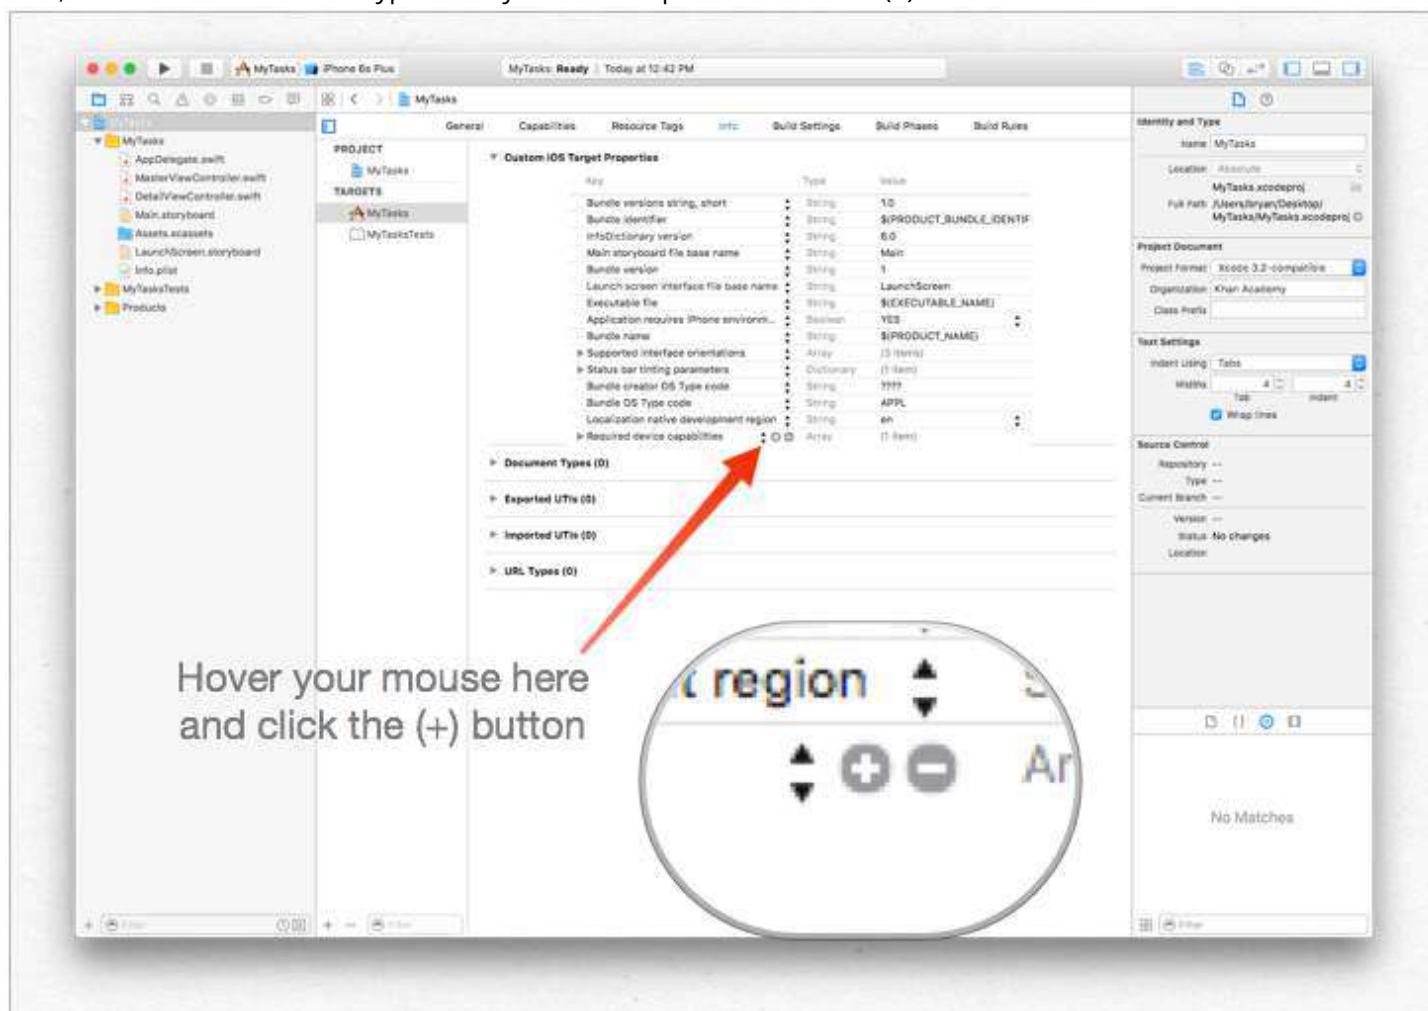 MyTasks iPhone 6s Plus MyTasks: Ready Today at 12:42 PM
MyTasks
General Capabilities Resource Tags Info Build Settings Build Phases Build Rules
MyTasks
AppDelegate.swift
MasterViewController.swift
DetailViewController.swift
Main.storyboard
Assets.xcassets
LaunchScreen.storyboard
Info.plist
MyTasksTests
Products
Filter
PROJECT
MyTasks
TARGETS
MyTasks
MyTasksTests
Filter
Custom iOS Target Properties
Key Type Value
Bundle versions string, short String 1.0
Bundle identifier String $(PRODUCT_BUNDLE_IDENTIF
InfoDictionary version String 6.0
Main storyboard file base name String Main
Bundle version String 1
Launch screen interface file base name String LaunchScreen
Executable file String $(EXECUTABLE_NAME)
Application requires iPhone environm... Boolean YES
Bundle name String $(PRODUCT_NAME)
Supported interface orientations Array (3 items)
Status bar tinting parameters Dictionary (1 item)
Bundle creator OS Type code String ????
Bundle OS Type code String APPL
Localization native development region String en
Required device capabilities Array (1 item)
Document Types (0)
Exported UTIs (0)
Imported UTIs (0)
URL Types (0)
Hover your mouse here
and click the (+) button
region
Ar
Identity and Type
Name MyTasks
Location Absolute
MyTasks.xcodeproj
Full Path /Users/bryan/Desktop/
MyTasks/MyTasks.xcodeproj
Project Document
Project Format Xcode 3.2-compatible
Organization Khan Academy
Class Prefix
Text Settings
Indent Using Tabs
Widths 4 4
Tab Indent
Wrap lines
Source Control
Repository --
Type --
Current Branch --
Version --
Status No changes
Location
No Matches
Filter